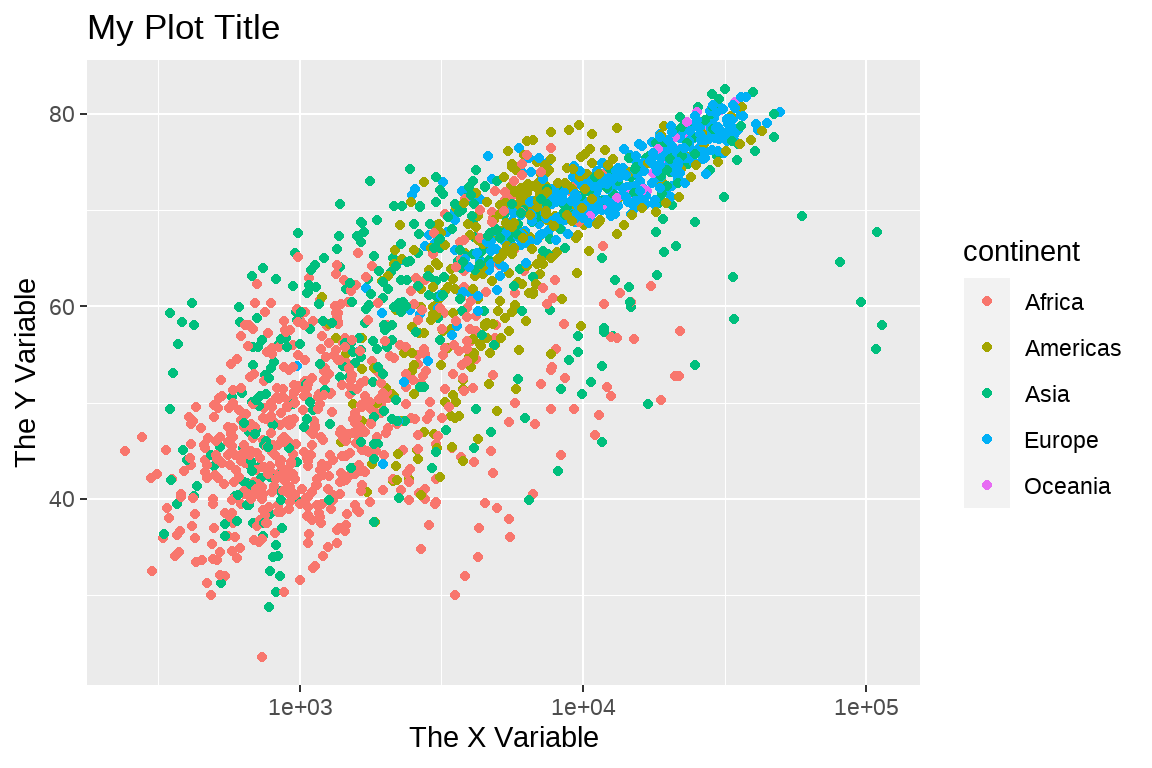 My Plot Title
The Y Variable
80
60
40
1e+03
1e+04
1e+05
The X Variable
continent
Africa
Americas
Asia
Europe
Oceania